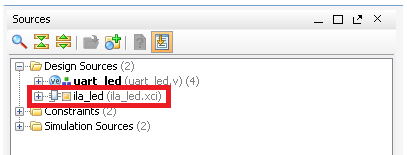 Sources
Design Sources (2)
uart_led (uart_led.v) (4)
ila_led (ila_led.xci)
Constraints (2)
Simulation Sources (2)